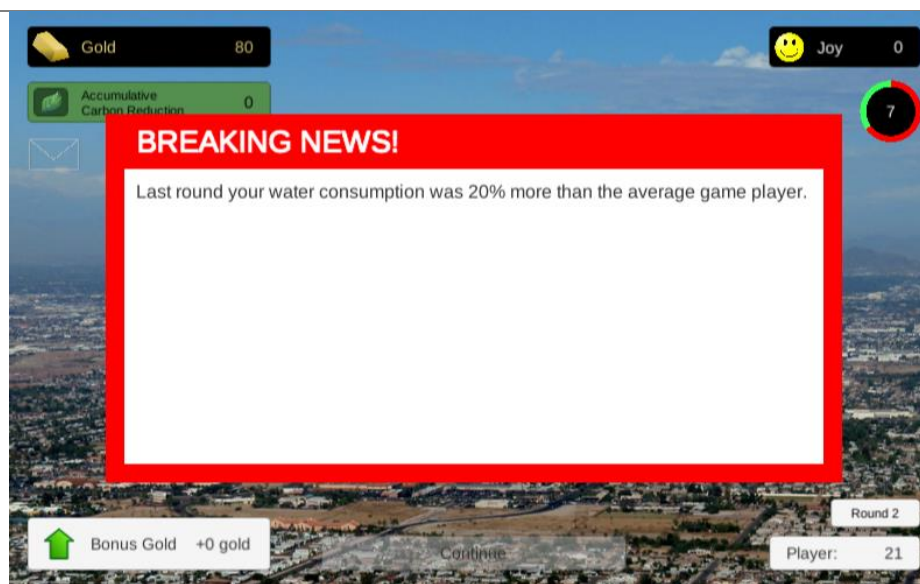 Gold 80
Joy 0
Accumulative
Carbon Reduction 0
7
BREAKING NEWS!
Last round your water consumption was 20% more than the average game player.
Round 2
Bonus Gold +0 gold
Continue
Player: 21